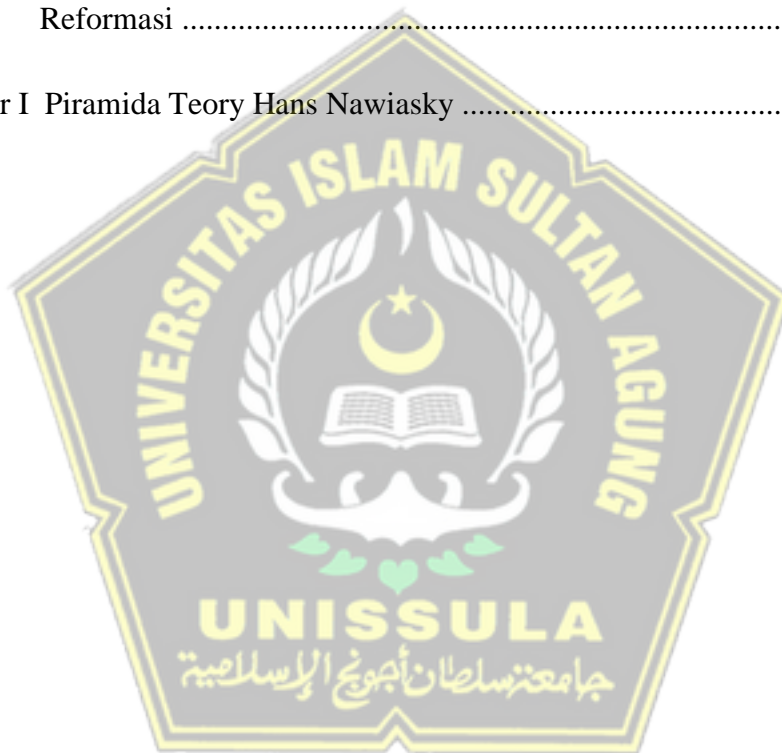 Reformasi ................................................................................
r I Piramida Teory Hans Nawiasky ..........................................
UNIVERSITAS ISLAM SULTAN AGUNG
UNISSULA
جامعة سلطان أجونج الإسلامية